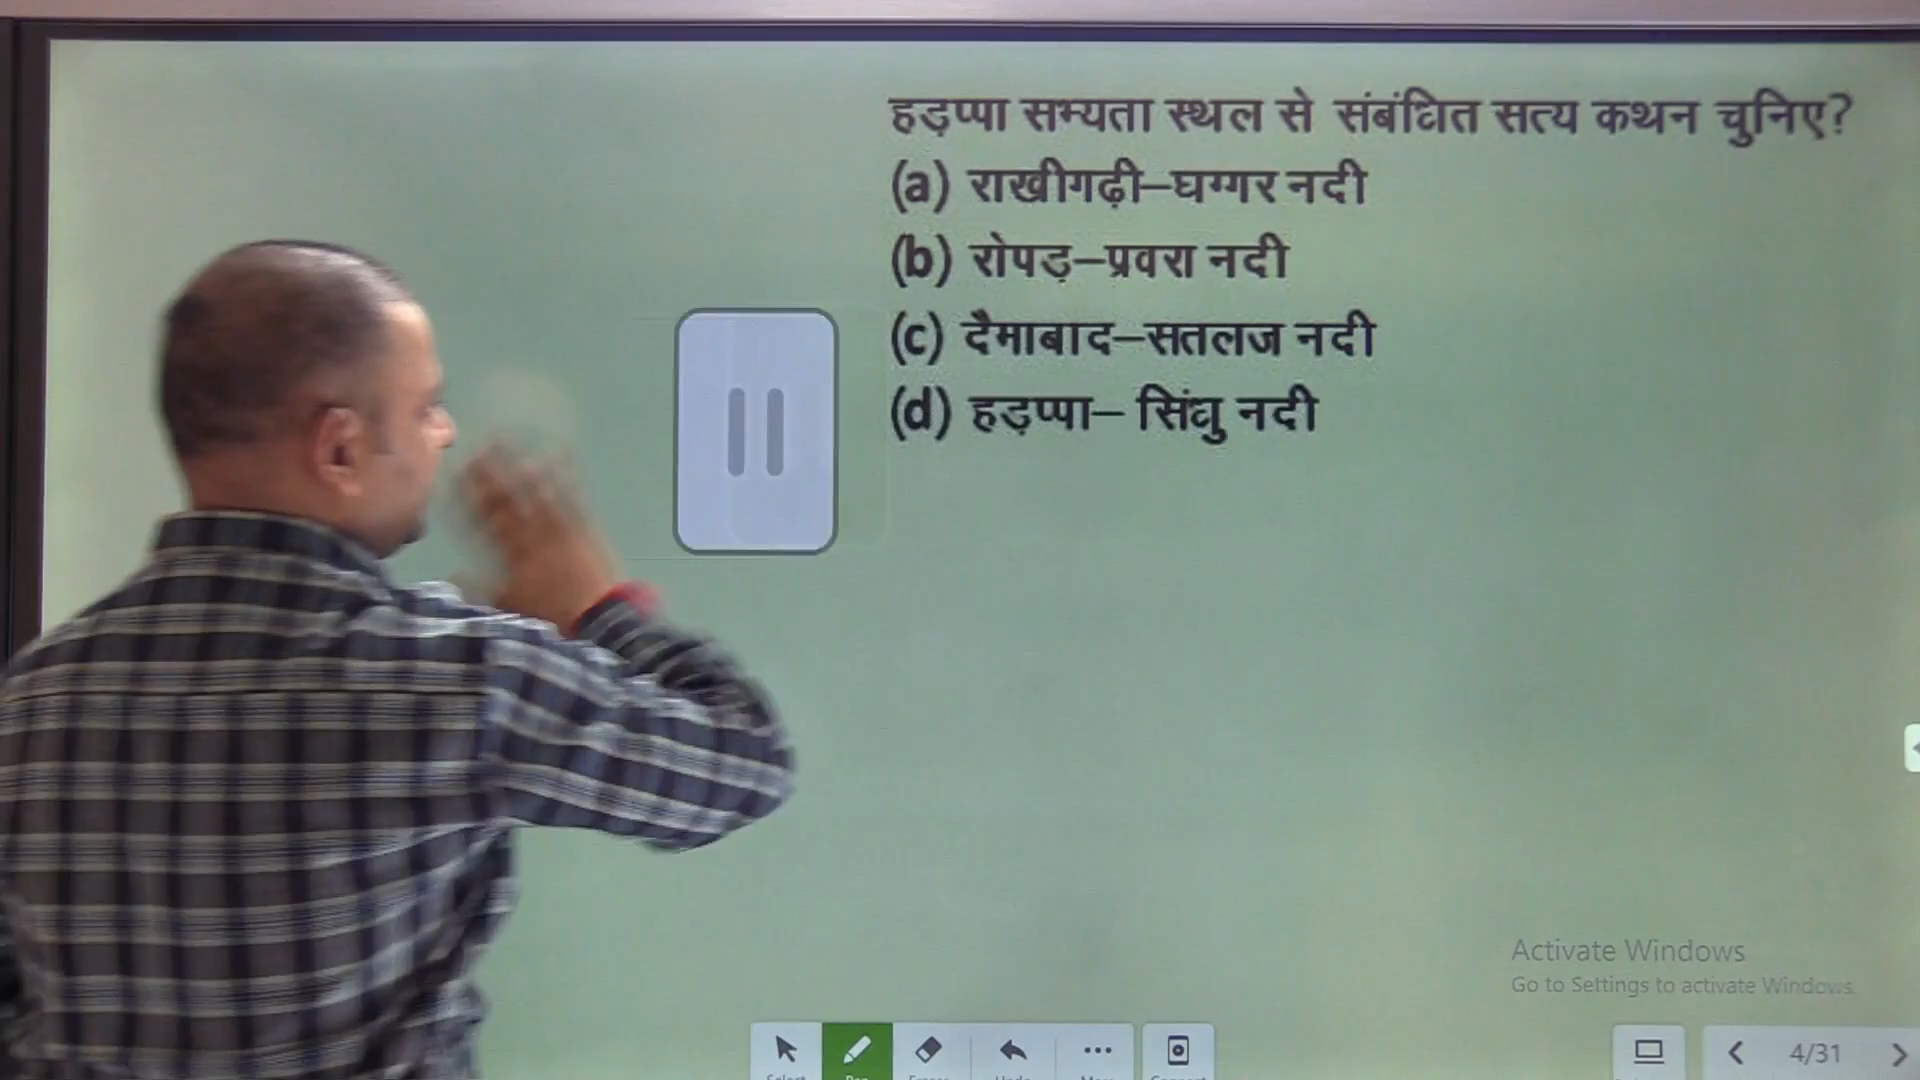 हड़प्पा सभ्यता स्थल से संबंधित सत्य कथन चुनिए?
(a) राखीगढ़ी–घग्गर नदी
(b) रोपड़–प्रवरा नदी
(c) दैमाबाद–सतलज नदी
(d) हड़प्पा– सिंधु नदी
Activate Windows
Go to Settings to activate Windows.
4/31